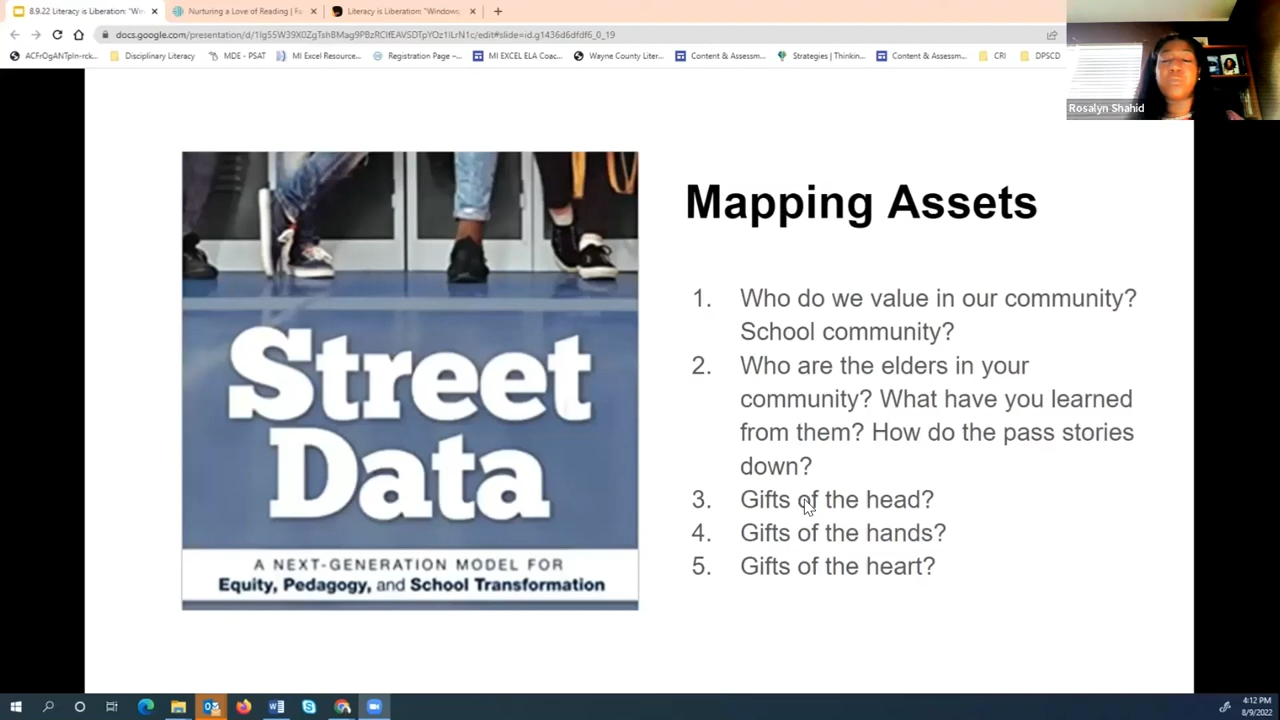 8.9.22 Literacy is Liberation: "Win
Nurturing a Love of Reading | Fa
Literacy is Liberation: "Windows,
docs.google.com/presentation/d/1lg55W39X0ZgTshBMag9PBzRClfEAVSDTpYOz1ILrN1c/edit#slide=id.g1436d6dfdf6_0_19
ACFrOgANTpIn-rck...
Disciplinary Literacy
MDE - PSAT
MI Excel Resource...
Registration Page –...
MI EXCEL ELA Coac...
Wayne County Liter...
Content & Assessm...
Strategies | Thinkin...
Content & Assessm...
CRI
DPSCD
Rosalyn Shahid
Street
Data
A NEXT-GENERATION MODEL FOR
Equity, Pedagogy, and School Transformation
Mapping Assets
1. Who do we value in our community?
School community?
2. Who are the elders in your
community? What have you learned
from them? How do the pass stories
down?
3. Gifts of the head?
4. Gifts of the hands?
5. Gifts of the heart?
4:12 PM
8/9/2022